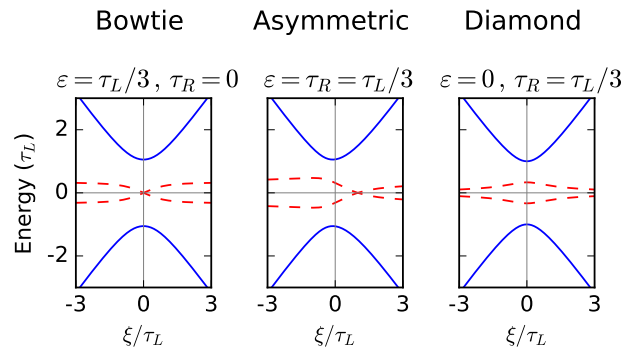 Bowtie Asymmetric Diamond
ε = τ_L/3 , τ_R = 0 ε = τ_R = τ_L/3 ε = 0 , τ_R = τ_L/3
Energy (τ_L)
2
0
-2
-3 0 3 -3 0 3 -3 0 3
ξ/τ_L ξ/τ_L ξ/τ_L